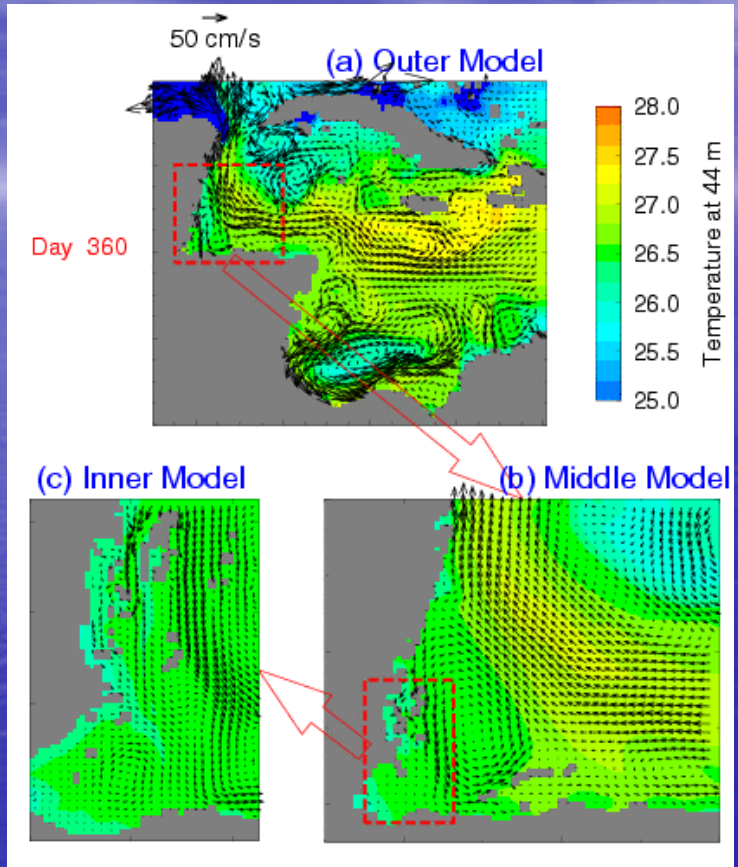 50 cm/s
(a) Outer Model
Day 360
28.0
27.5
27.0
26.5
26.0
25.5
25.0
Temperature at 44 m
(c) Inner Model
(b) Middle Model